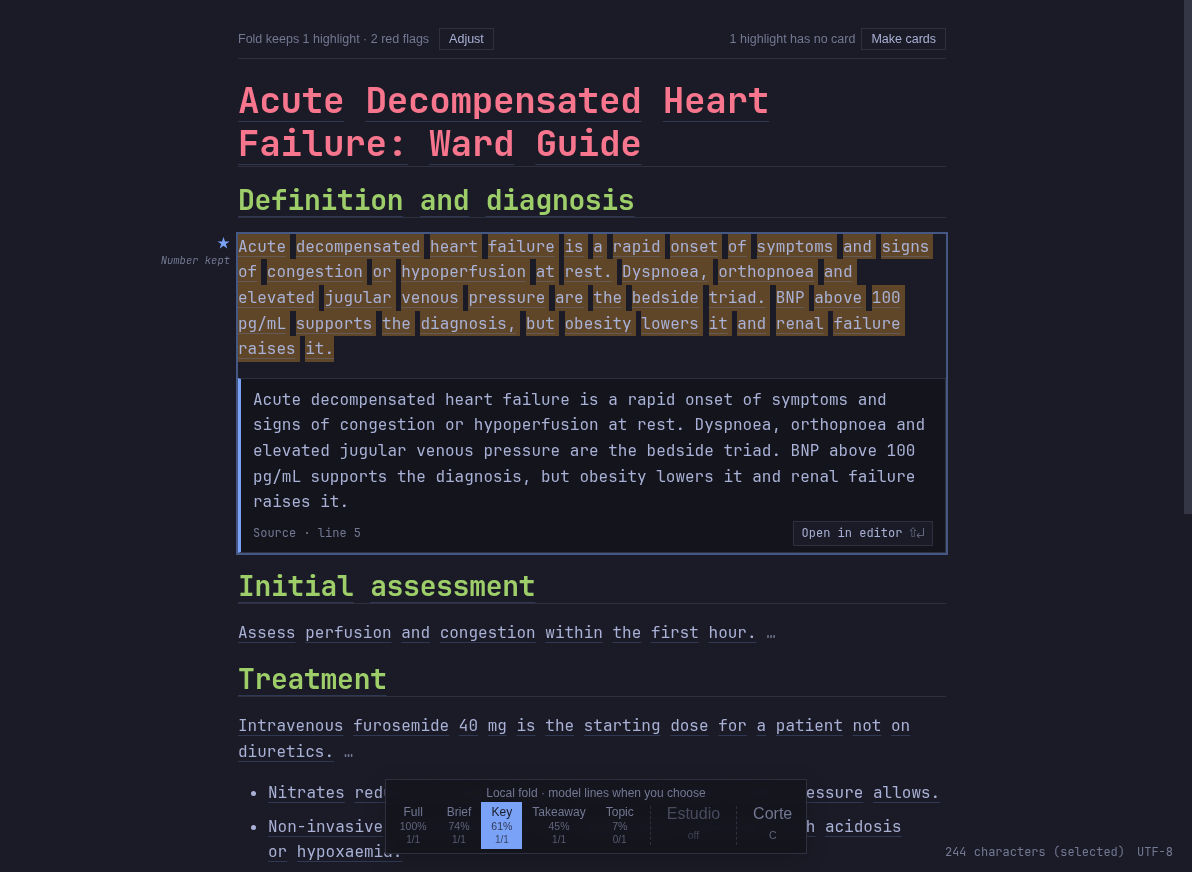 Fold keeps 1 highlight · 2 red flags Adjust 1 highlight has no card Make cards
Acute Decompensated Heart
Failure: Ward Guide
Definition and diagnosis
★ Number kept
Acute decompensated heart failure is a rapid onset of symptoms and signs
of congestion or hypoperfusion at rest. Dyspnoea, orthopnoea and
elevated jugular venous pressure are the bedside triad. BNP above 100
pg/mL supports the diagnosis, but obesity lowers it and renal failure
raises it.
Acute decompensated heart failure is a rapid onset of symptoms and
signs of congestion or hypoperfusion at rest. Dyspnoea, orthopnoea and
elevated jugular venous pressure are the bedside triad. BNP above 100
pg/mL supports the diagnosis, but obesity lowers it and renal failure
raises it.
Source · line 5 Open in editor ⇧↵
Initial assessment
Assess perfusion and congestion within the first hour. …
Treatment
Intravenous furosemide 40 mg is the starting dose for a patient not on
diuretics. …
Nitrates allows.
Non-invasive acidosis
or hypoxaemia.
Local fold · model lines when you choose
Full Brief Key Takeaway Topic Estudio Corte
100% 74% 61% 45% 7% off C
1/1 1/1 1/1 1/1 0/1
244 characters (selected) UTF-8